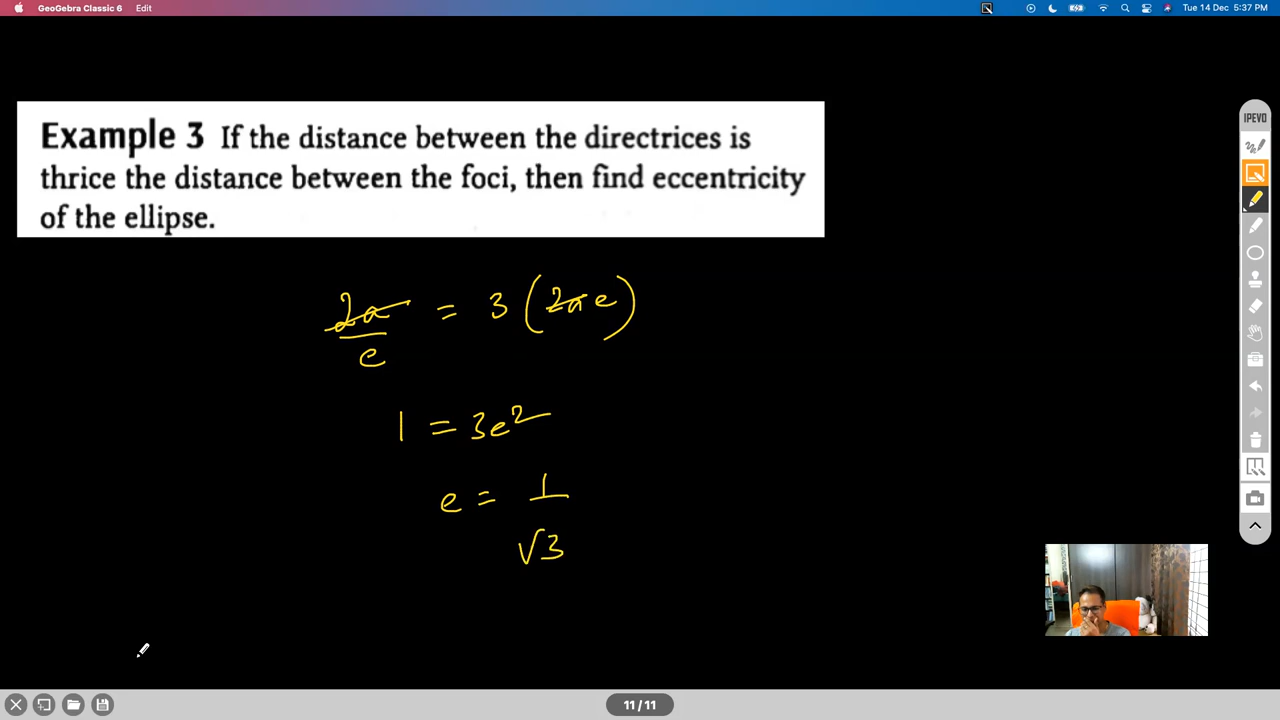 GeoGebra Classic 6 Edit Tue 14 Dec 5:37 PM
IPEVO
Example 3 If the distance between the directrices is
thrice the distance between the foci, then find eccentricity
of the ellipse.
2a/e = 3(2ae)
1 = 3e²
e = 1/√3
11/11